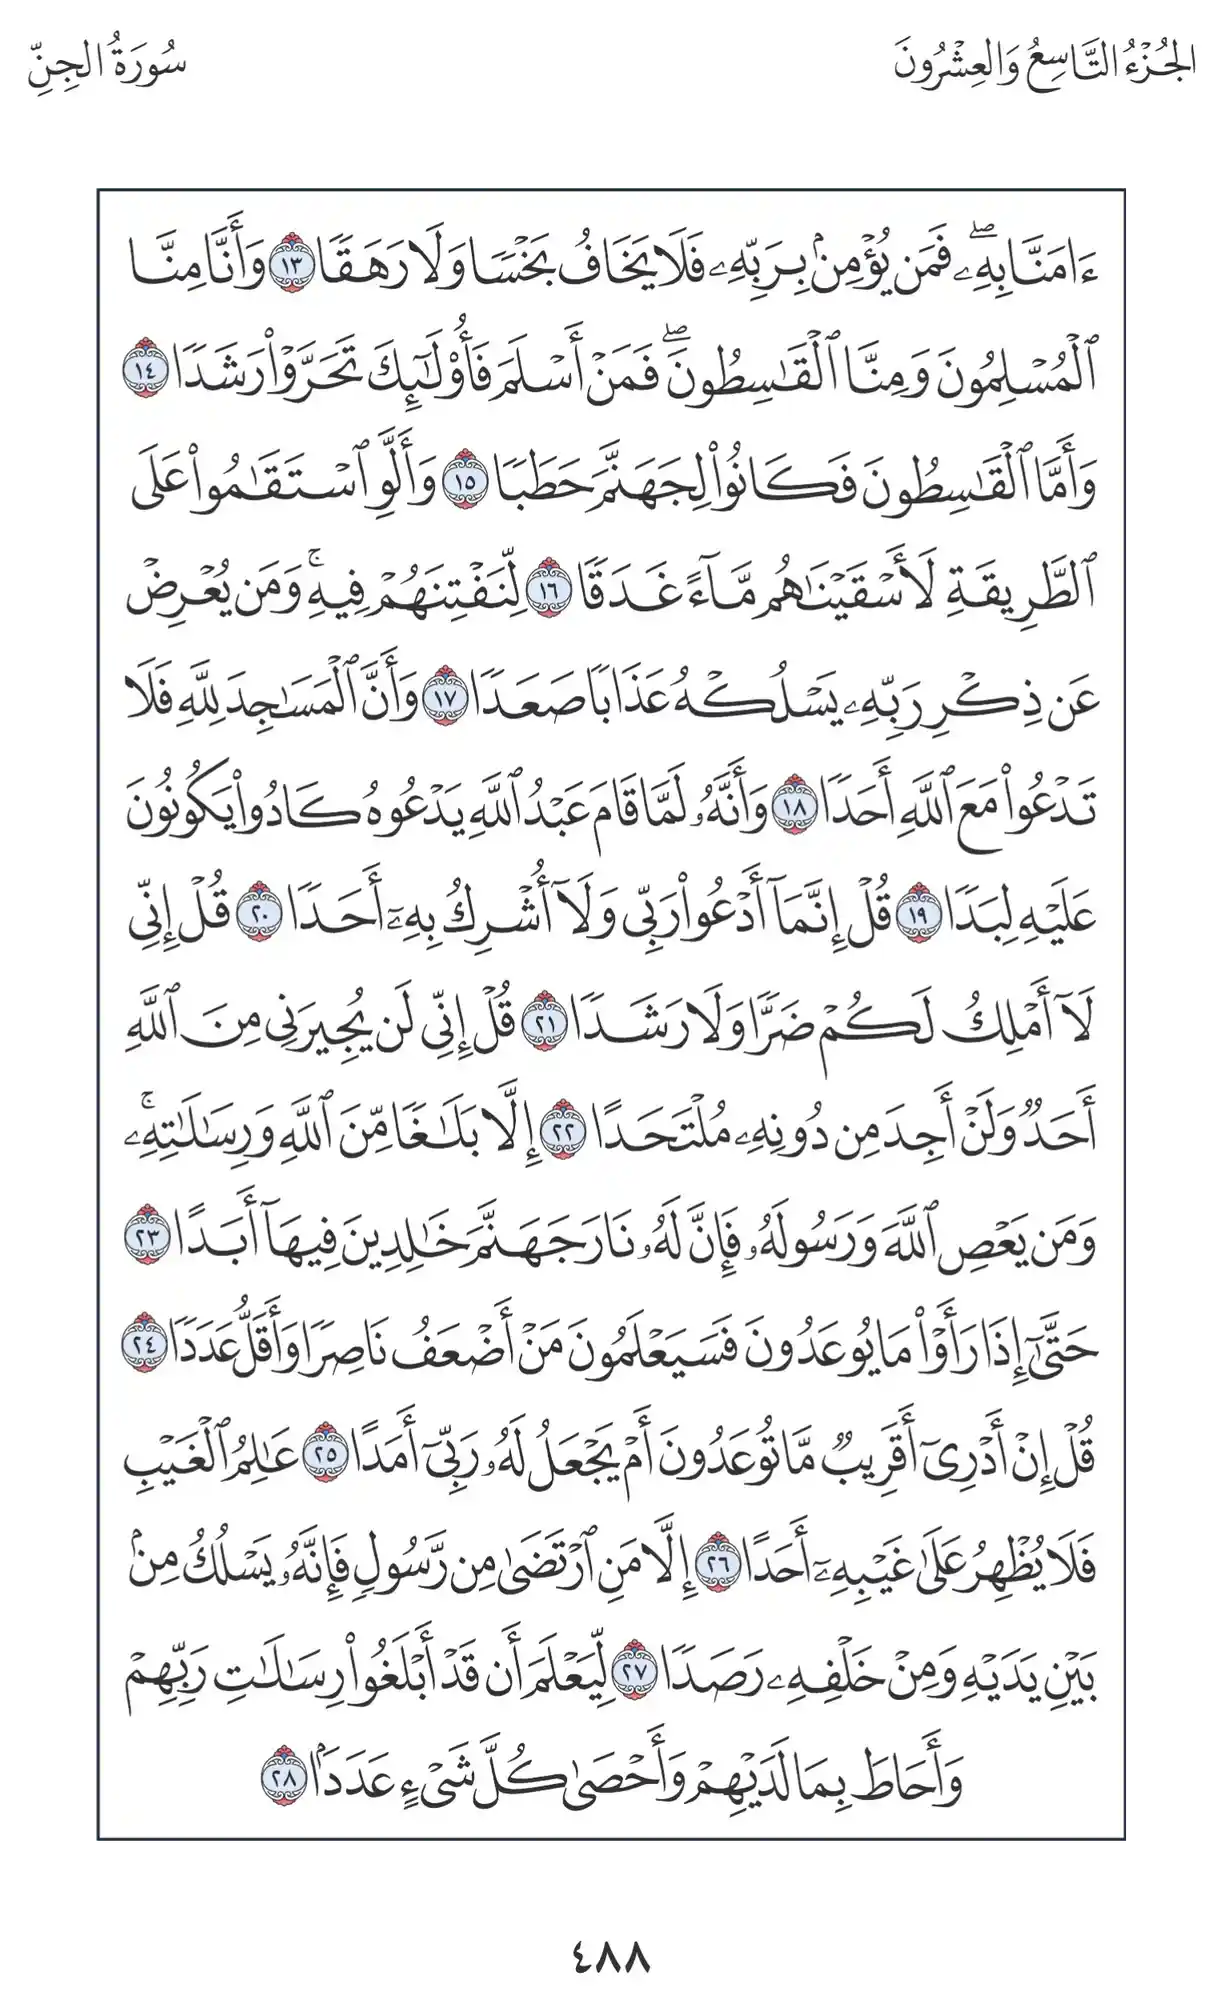 الجُزْءُ التَّاسِعُ وَالعِشْرُونَ
سُورَةُ الجِنِّ
ءَامَنَّا بِهِۦۖ فَمَن يُؤْمِنۢ بِرَبِّهِۦ فَلَا يَخَافُ بَخْسٗا وَلَا رَهَقٗا ١٣ وَأَنَّا مِنَّا
ٱلْمُسْلِمُونَ وَمِنَّا ٱلْقَٰسِطُونَۖ فَمَنْ أَسْلَمَ فَأُوْلَٰٓئِكَ تَحَرَّوْاْ رَشَدٗا ١٤
وَأَمَّا ٱلْقَٰسِطُونَ فَكَانُواْ لِجَهَنَّمَ حَطَبٗا ١٥ وَأَلَّوِ ٱسْتَقَٰمُواْ عَلَى
ٱلطَّرِيقَةِ لَأَسْقَيْنَٰهُم مَّآءً غَدَقٗا ١٦ لِّنَفْتِنَهُمْ فِيهِۚ وَمَن يُعْرِضْ
عَن ذِكْرِ رَبِّهِۦ يَسْلُكْهُ عَذَابٗا صَعَدٗا ١٧ وَأَنَّ ٱلْمَسَٰجِدَ لِلَّهِ فَلَا
تَدْعُواْ مَعَ ٱللَّهِ أَحَدٗا ١٨ وَأَنَّهُۥ لَمَّا قَامَ عَبْدُ ٱللَّهِ يَدْعُوهُ كَادُواْ يَكُونُونَ
عَلَيْهِ لِبَدٗا ١٩ قُلْ إِنَّمَآ أَدْعُواْ رَبِّي وَلَآ أُشْرِكُ بِهِۦٓ أَحَدٗا ٢٠ قُلْ إِنِّي
لَآ أَمْلِكُ لَكُمْ ضَرّٗا وَلَا رَشَدٗا ٢١ قُلْ إِنِّي لَن يُجِيرَنِي مِنَ ٱللَّهِ
أَحَدٞ وَلَنْ أَجِدَ مِن دُونِهِۦ مُلْتَحَدًا ٢٢ إِلَّا بَلَٰغٗا مِّنَ ٱللَّهِ وَرِسَٰلَٰتِهِۦۚ
وَمَن يَعْصِ ٱللَّهَ وَرَسُولَهُۥ فَإِنَّ لَهُۥ نَارَ جَهَنَّمَ خَٰلِدِينَ فِيهَآ أَبَدًا ٢٣
حَتَّىٰٓ إِذَا رَأَوْاْ مَا يُوعَدُونَ فَسَيَعْلَمُونَ مَنْ أَضْعَفُ نَاصِرٗا وَأَقَلُّ عَدَدٗا ٢٤
قُلْ إِنْ أَدْرِيٓ أَقَرِيبٞ مَّا تُوعَدُونَ أَمْ يَجْعَلُ لَهُۥ رَبِّيٓ أَمَدًا ٢٥ عَٰلِمُ ٱلْغَيْبِ
فَلَا يُظْهِرُ عَلَىٰ غَيْبِهِۦٓ أَحَدًا ٢٦ إِلَّا مَنِ ٱرْتَضَىٰ مِن رَّسُولٖ فَإِنَّهُۥ يَسْلُكُ مِنۢ
بَيْنِ يَدَيْهِ وَمِنْ خَلْفِهِۦ رَصَدٗا ٢٧ لِّيَعْلَمَ أَن قَدْ أَبْلَغُواْ رِسَٰلَٰتِ رَبِّهِمْ
وَأَحَاطَ بِمَا لَدَيْهِمْ وَأَحْصَىٰ كُلَّ شَيْءٍ عَدَدَۢا ٢٨
٤٨٨